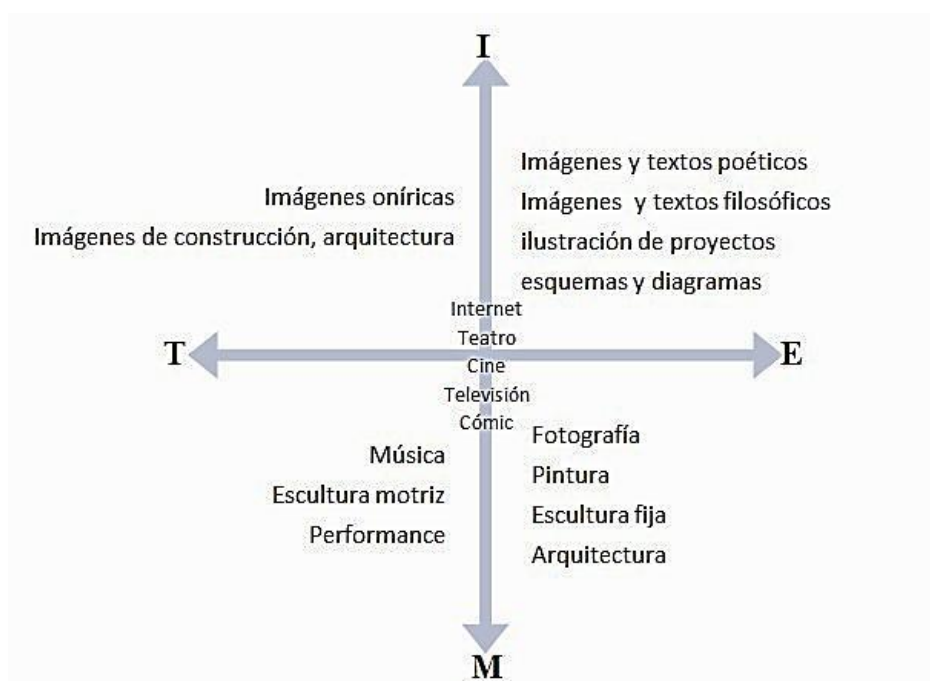 I
Imágenes oníricas
Imágenes de construcción, arquitectura
Imágenes y textos poéticos
Imágenes y textos filosóficos
ilustración de proyectos
esquemas y diagramas
Internet
Teatro
Cine
Televisión
Cómic
T
E
Música
Escultura motriz
Performance
Fotografía
Pintura
Escultura fija
Arquitectura
M